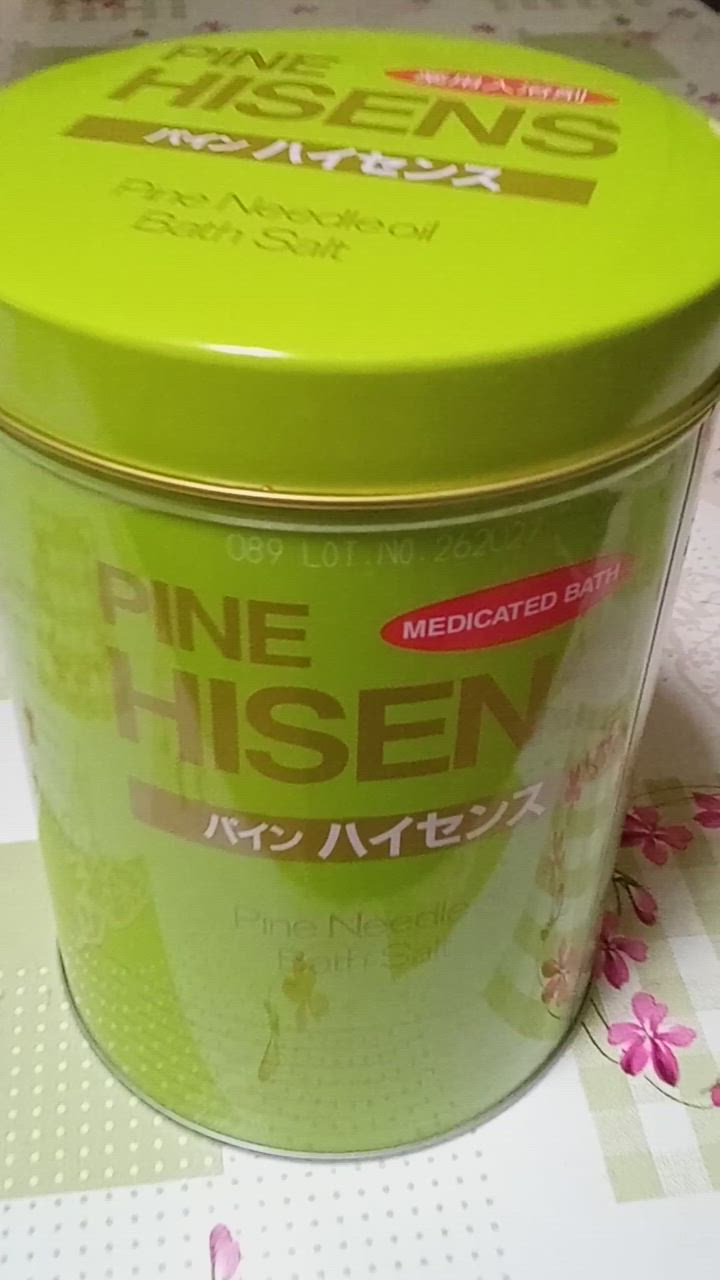 PINE
薬用入浴剤
HISENS
パイン ハイセンス
Pine Needle oil
Bath Salt
089 LOT.NO.262027
PINE
MEDICATED BATH
HISEN
パイン ハイセンス
Pine Needle
Bath Salt